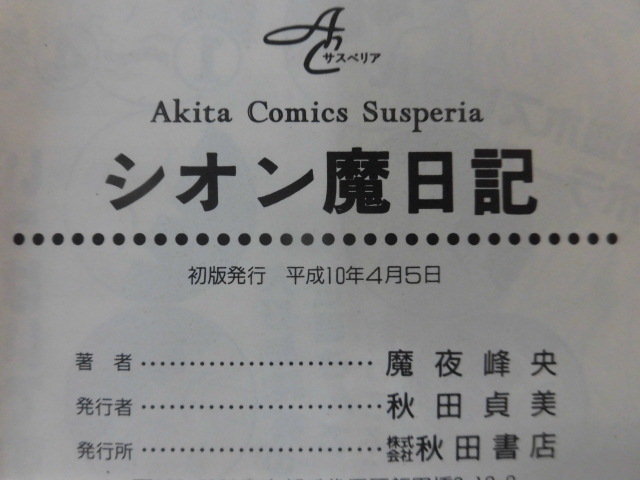 サスペリア
Akita Comics Susperia
シオン魔日記
初版発行 平成10年4月5日
著者………………………魔夜峰央
発行者………………………秋田貞美
発行所………………………株式会社秋田書店